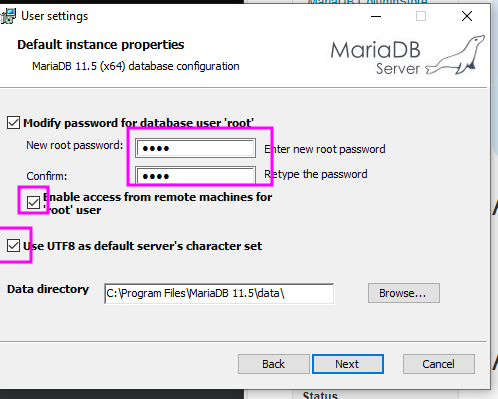 MariaDB ColumnStore
User settings
Default instance properties
MariaDB 11.5 (x64) database configuration
MariaDB
Server
Modify password for database user 'root'
New root password:
••••
Enter new root password
Confirm:
••••
Retype the password
Enable access from remote machines for
'root' user
Use UTF8 as default server's character set
Data directory
C:\Program Files\MariaDB 11.5\data\
Browse...
Back
Next
Cancel
Status